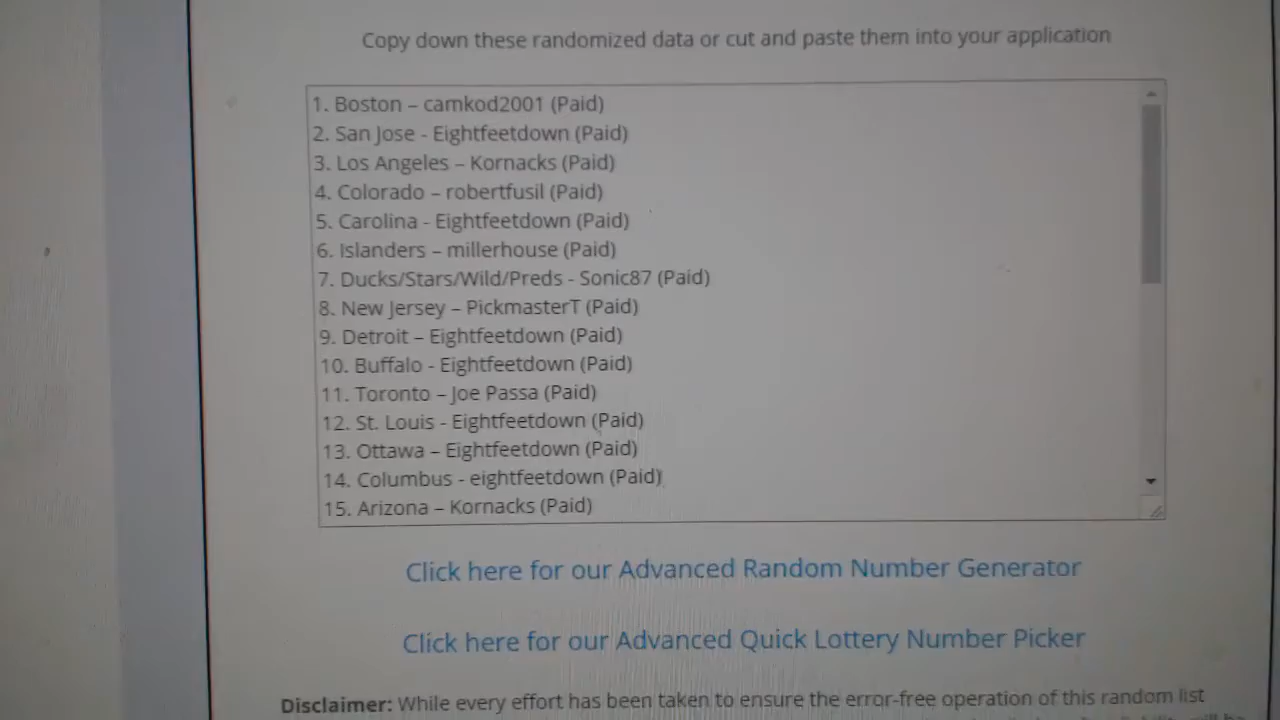 Copy down these randomized data or cut and paste them into your application
1. Boston – camkod2001 (Paid)
2. San Jose - Eightfeetdown (Paid)
3. Los Angeles – Kornacks (Paid)
4. Colorado – robertfusil (Paid)
5. Carolina - Eightfeetdown (Paid)
6. Islanders – millerhouse (Paid)
7. Ducks/Stars/Wild/Preds - Sonic87 (Paid)
8. New Jersey – PickmasterT (Paid)
9. Detroit – Eightfeetdown (Paid)
10. Buffalo - Eightfeetdown (Paid)
11. Toronto – Joe Passa (Paid)
12. St. Louis - Eightfeetdown (Paid)
13. Ottawa – Eightfeetdown (Paid)
14. Columbus - eightfeetdown (Paid)
15. Arizona – Kornacks (Paid)
Click here for our Advanced Random Number Generator
Click here for our Advanced Quick Lottery Number Picker
Disclaimer: While every effort has been taken to ensure the error-free operation of this random list